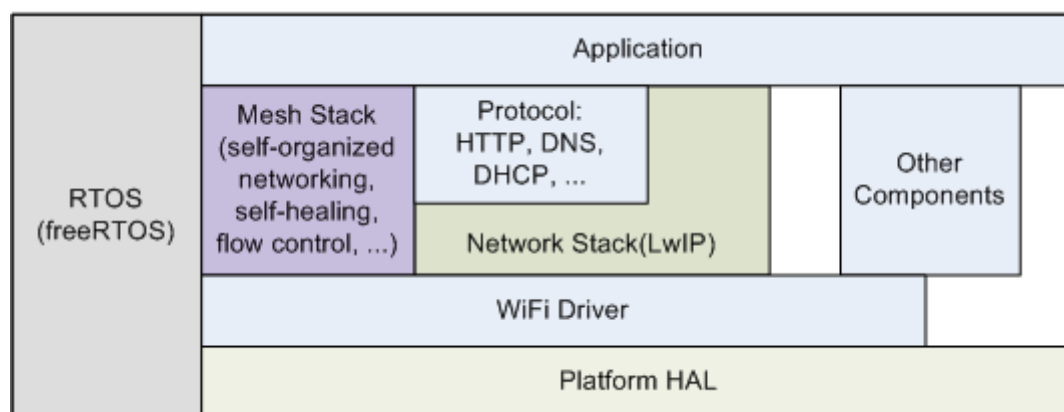 Application
RTOS
(freeRTOS)
Mesh Stack
(self-organized
networking,
self-healing,
flow control, ...)
Protocol:
HTTP, DNS,
DHCP, ...
Network Stack(LwIP)
Other
Components
WiFi Driver
Platform HAL